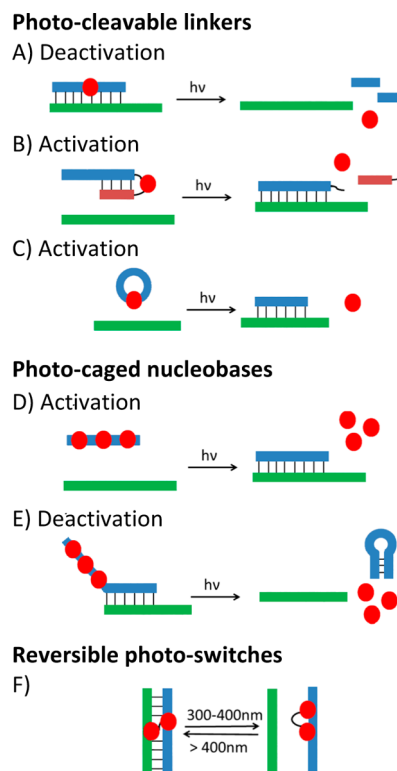 Photo-cleavable linkers
A) Deactivation
hν
B) Activation
hν
C) Activation
hν
Photo-caged nucleobases
D) Activation
hν
E) Deactivation
hν
Reversible photo-switches
F)
300-400nm
> 400nm